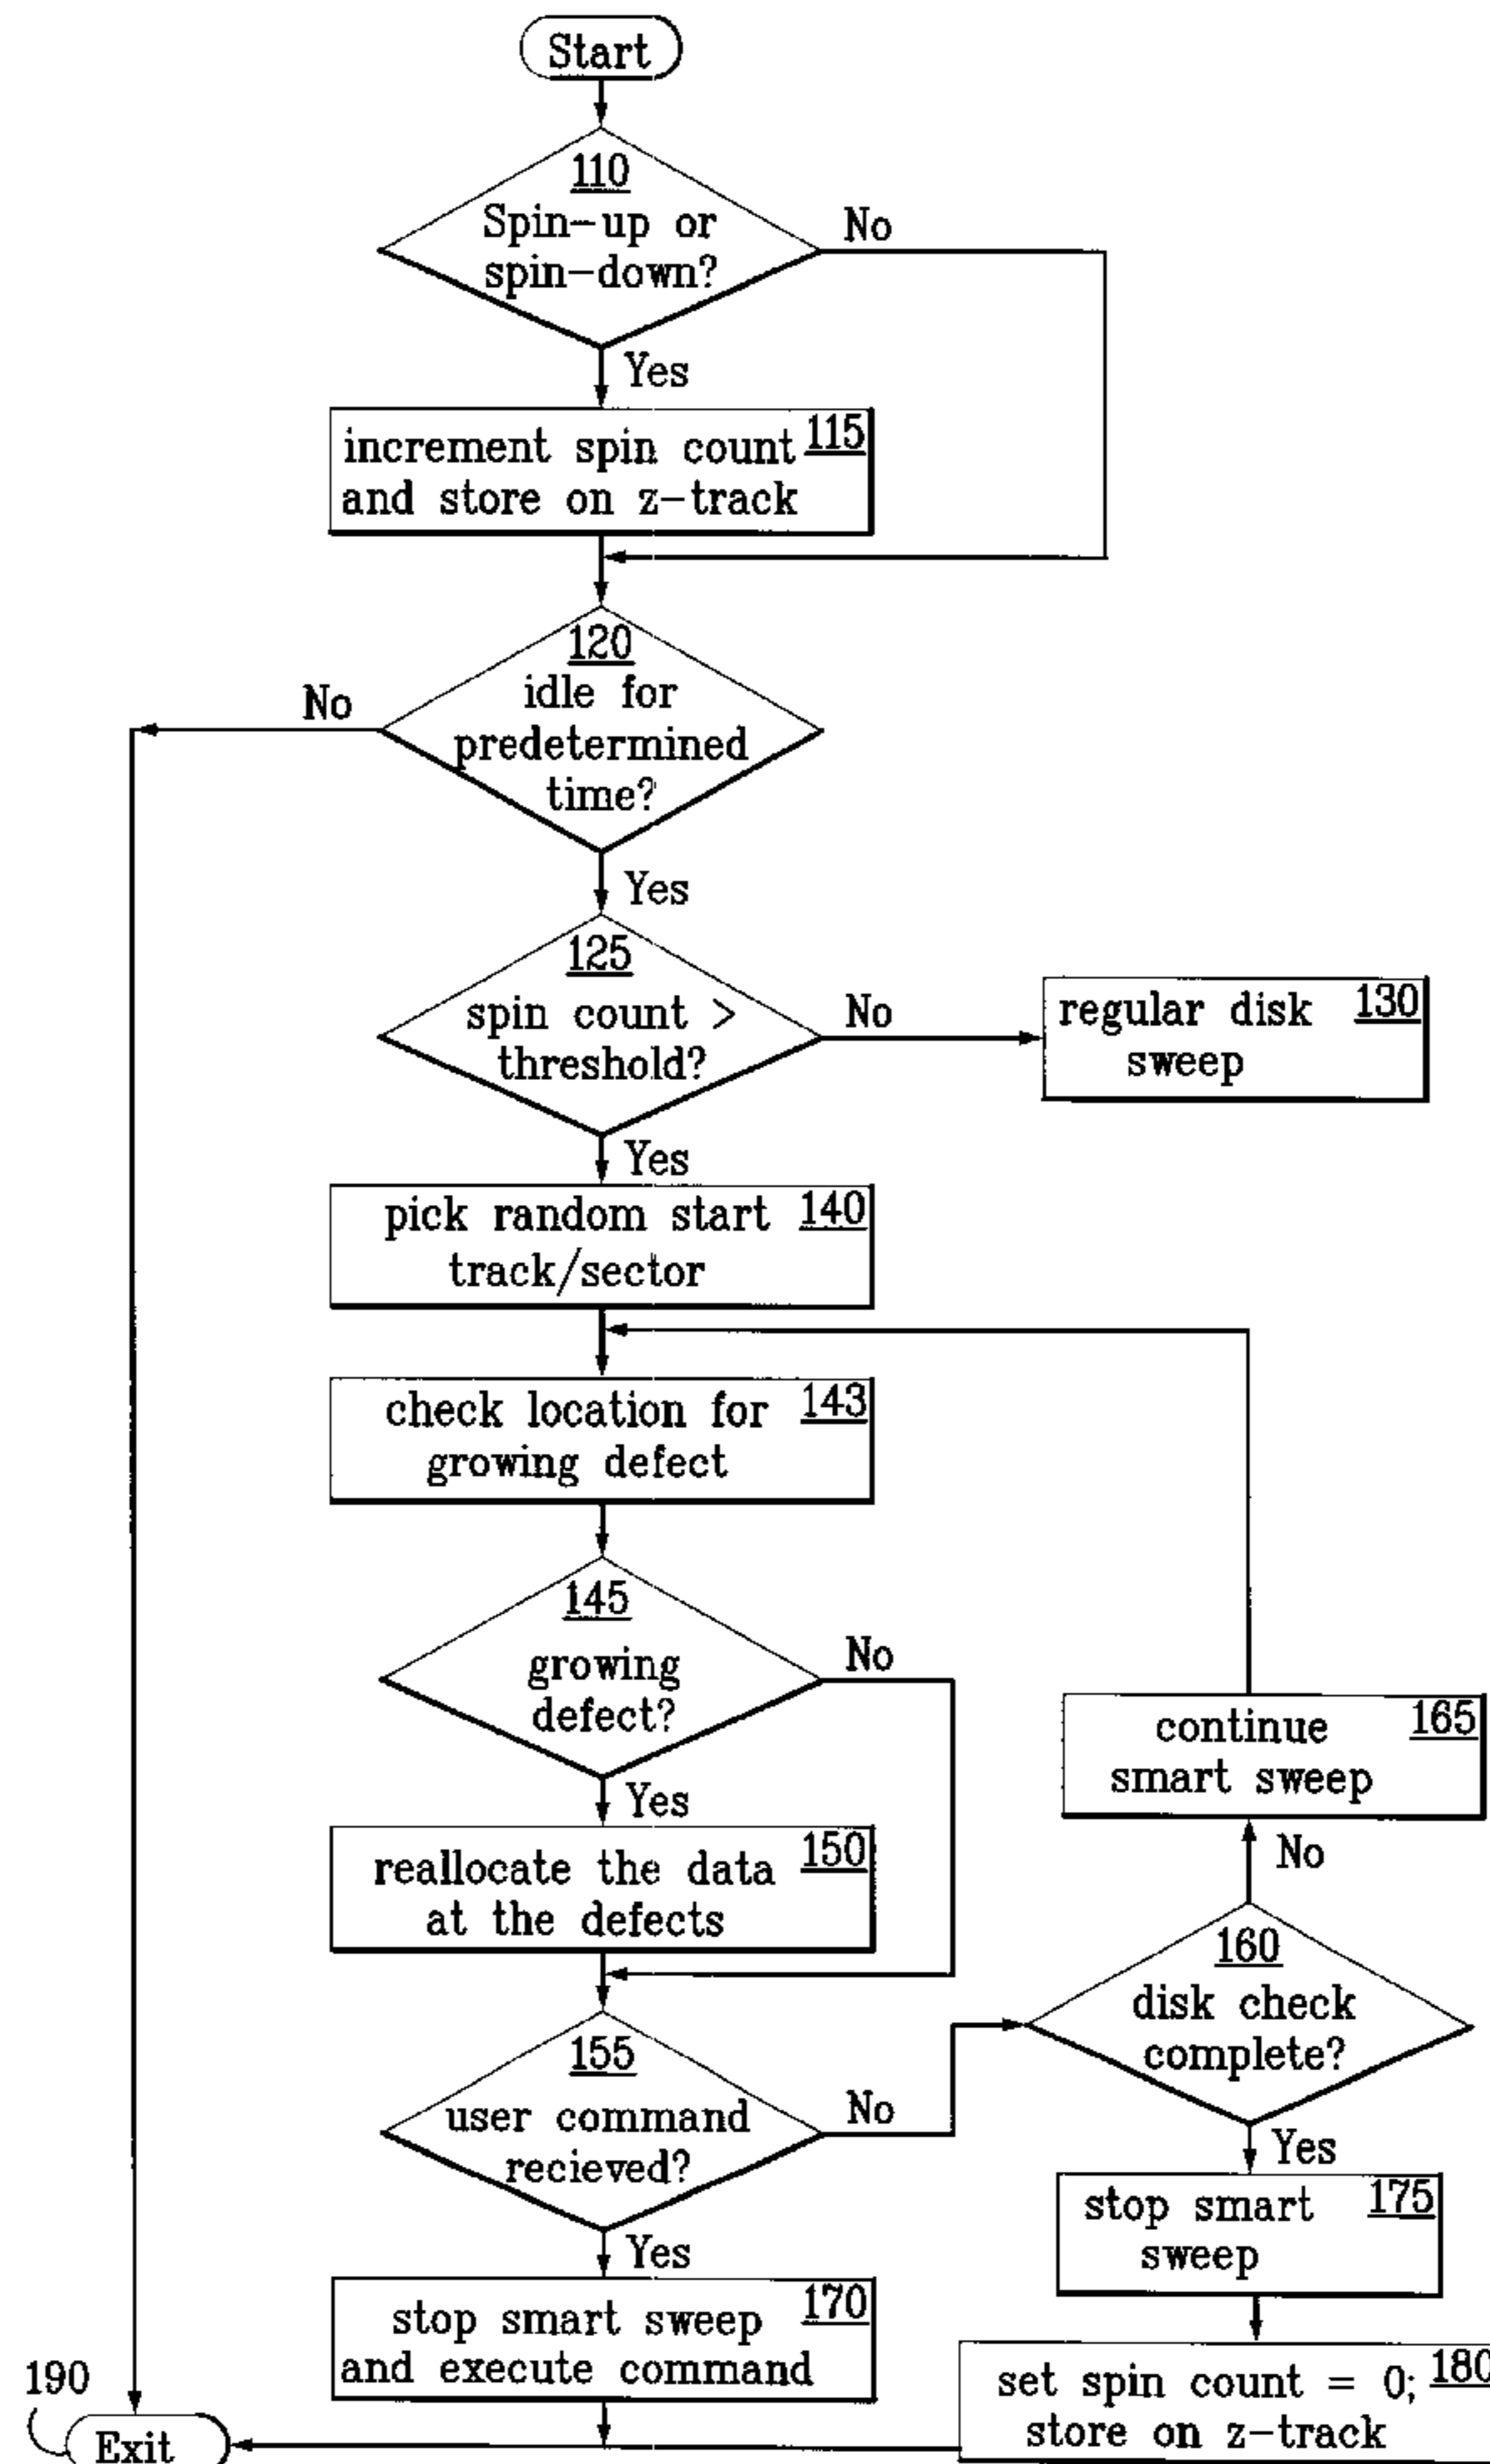 Start
110
Spin-up or
spin-down?
No
Yes
increment spin count 115
and store on z-track
120
idle for
predetermined
time?
No
Yes
125
spin count >
threshold?
No
regular disk 130
sweep
Yes
pick random start 140
track/sector
check location for 143
growing defect
145
growing
defect?
No
Yes
continue 165
smart sweep
reallocate the data 150
at the defects
No
160
disk check
complete?
155
user command
recieved?
No
Yes
stop smart 175
sweep
Yes
stop smart sweep 170
and execute command
set spin count = 0; 180
store on z-track
190
Exit